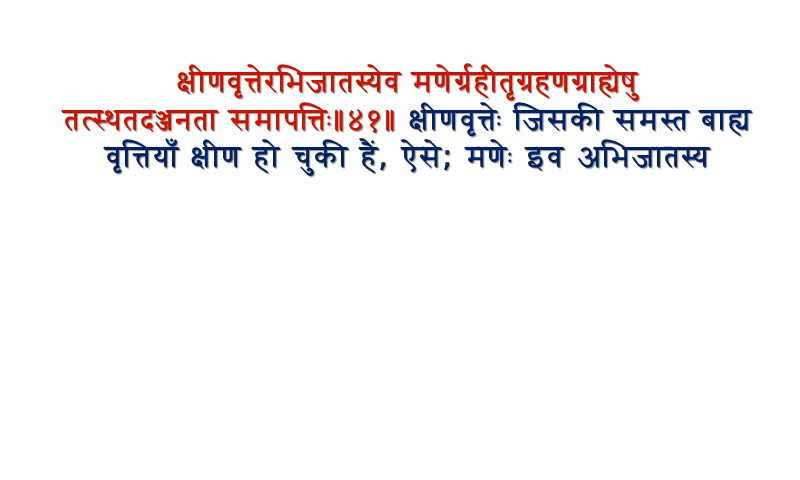 क्षीणवृत्तेरभिजातस्येव मणेर्ग्रहीतृग्रहणग्राह्येषु
तत्स्थतदञ्जनता समापत्तिः॥४१॥ क्षीणवृत्तेः जिसकी समस्त बाह्य
वृत्तियाँ क्षीण हो चुकी हैं, ऐसे; मणेः इव अभिजातस्य